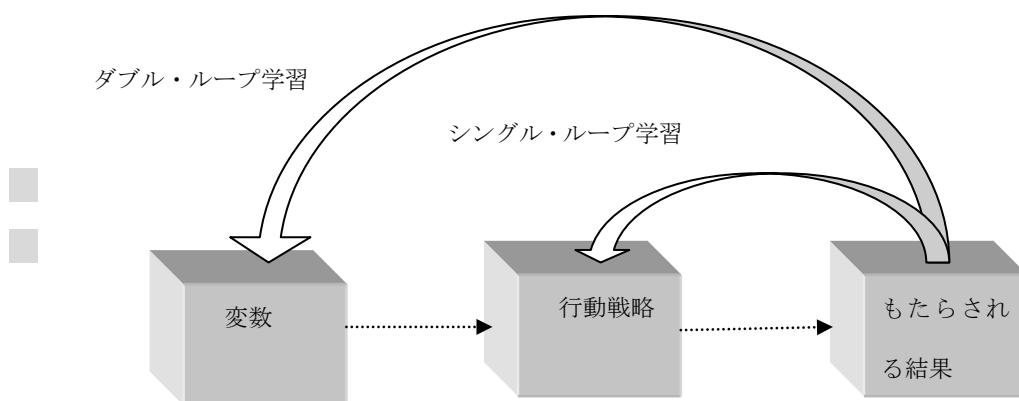 ダブル・ループ学習
シングル・ループ学習
変数
行動戦略
もたらされ
る結果